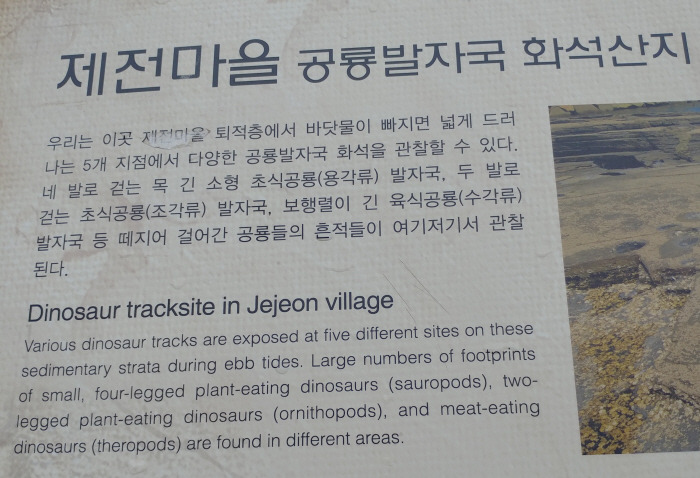 제전마을 공룡발자국 화석산지
우리는 이곳 제전마을 퇴적층에서 바닷물이 빠지면 넓게 드러
나는 5개 지점에서 다양한 공룡발자국 화석을 관찰할 수 있다.
네 발로 걷는 목 긴 소형 초식공룡(용각류) 발자국, 두 발로
걷는 초식공룡(조각류) 발자국, 보행렬이 긴 육식공룡(수각류)
발자국 등 떼지어 걸어간 공룡들의 흔적들이 여기저기서 관찰
된다.
Dinosaur tracksite in Jejeon village
Various dinosaur tracks are exposed at five different sites on these
sedimentary strata during ebb tides. Large numbers of footprints
of small, four-legged plant-eating dinosaurs (sauropods), two-
legged plant-eating dinosaurs (ornithopods), and meat-eating
dinosaurs (theropods) are found in different areas.